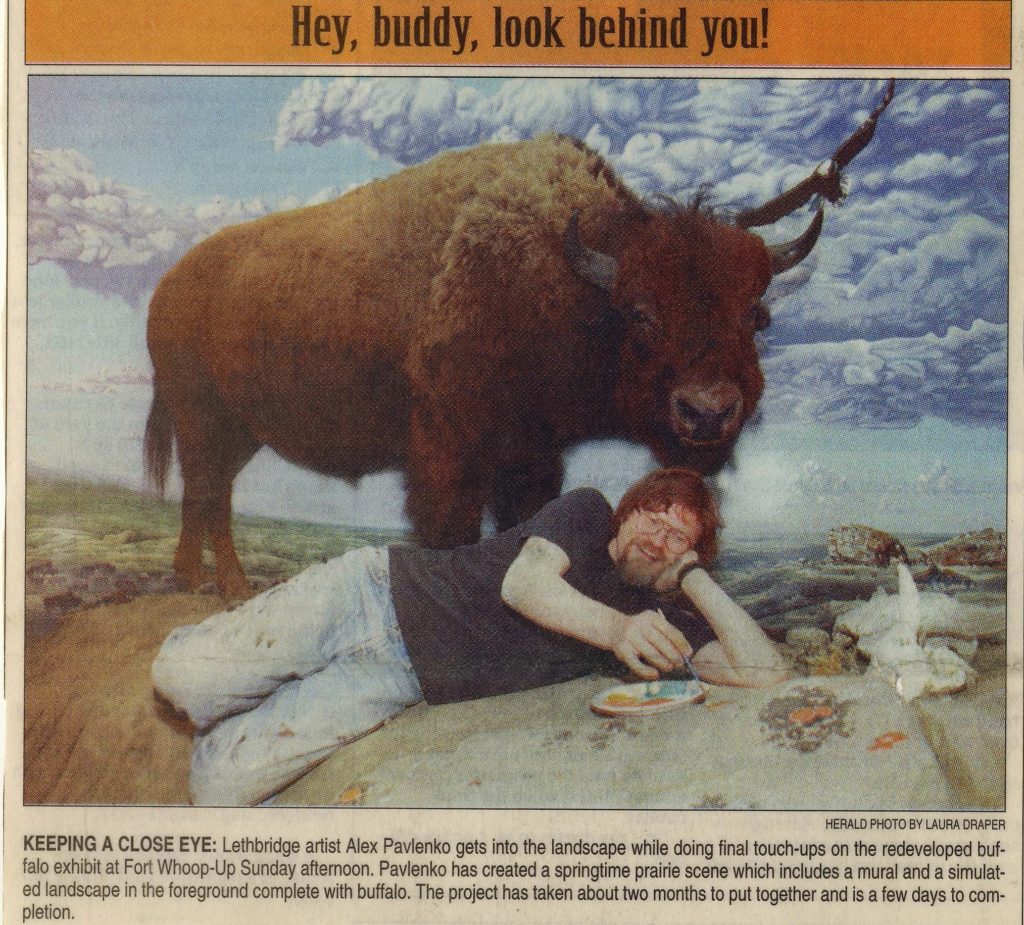 Hey, buddy, look behind you!
HERALD PHOTO BY LAURA DRAPER
KEEPING A CLOSE EYE: Lethbridge artist Alex Pavlenko gets into the landscape while doing final touch-ups on the redeveloped buf-
falo exhibit at Fort Whoop-Up Sunday afternoon. Pavlenko has created a springtime prairie scene which includes a mural and a simulat-
ed landscape in the foreground complete with buffalo. The project has taken about two months to put together and is a few days to com-
pletion.